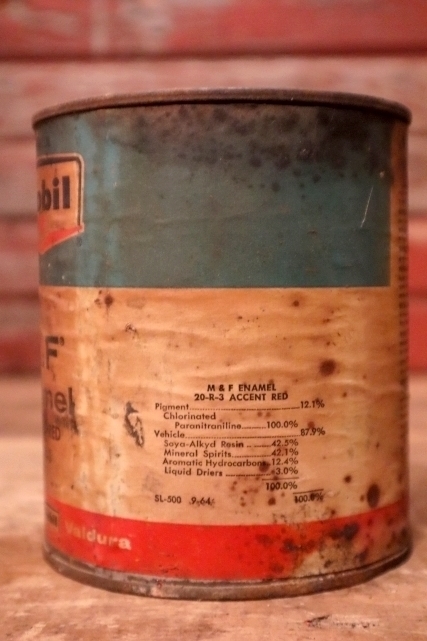 bil
F
nel
M & F ENAMEL
20-R-3 ACCENT RED
Pigment 12.1%
Chlorinated
Paranitraniline 100.0%
Vehicle 87.9%
Soya-Alkyd Resin 42.5%
Mineral Spirits 42.1%
Aromatic Hydrocarbons 12.4%
Liquid Driers 3.0%
100.0%
SL-500 9-64 100.0%
Valdura